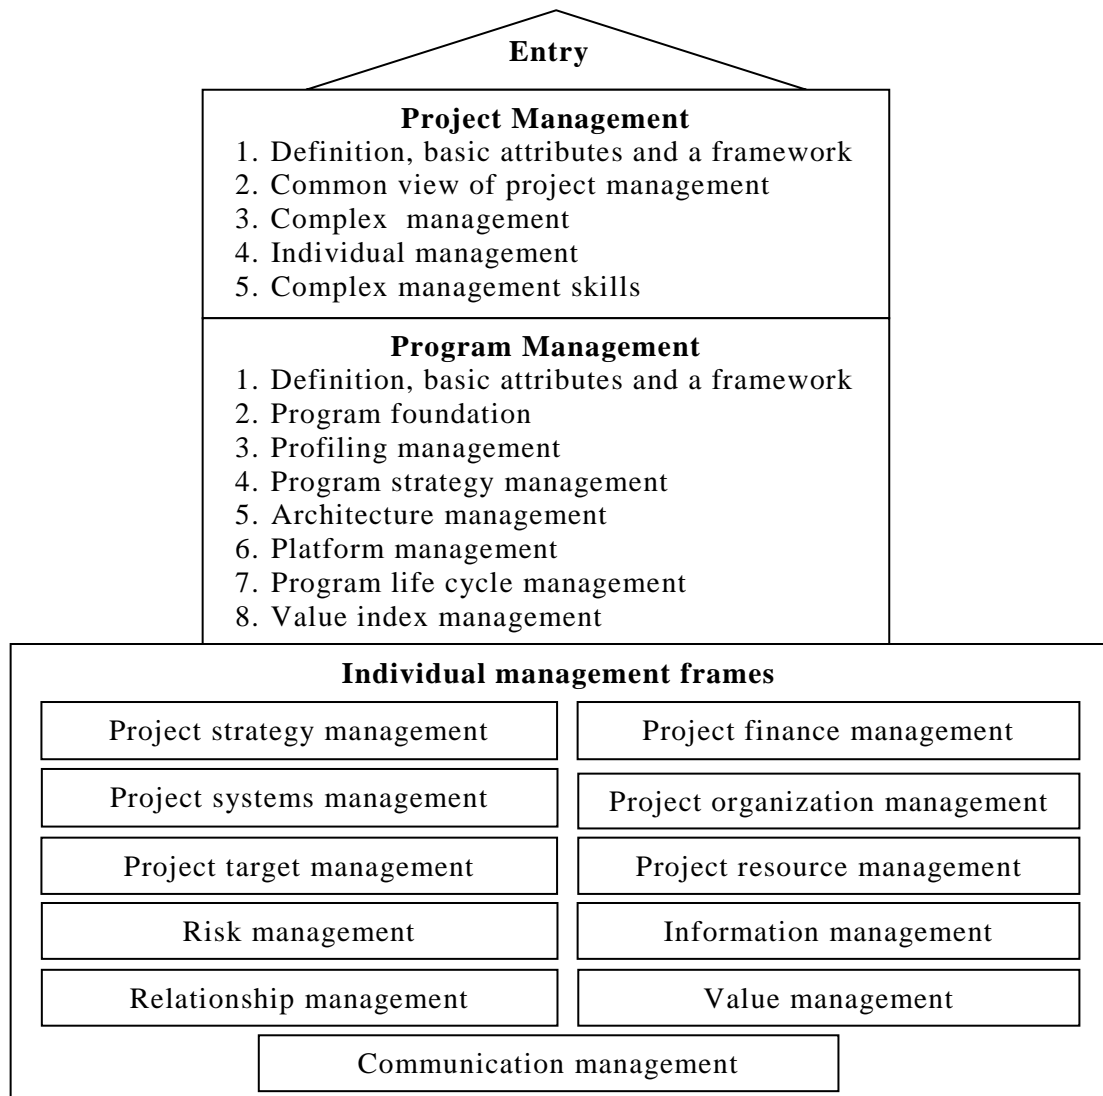 Entry
Project Management
1. Definition, basic attributes and a framework
2. Common view of project management
3. Complex management
4. Individual management
5. Complex management skills
Program Management
1. Definition, basic attributes and a framework
2. Program foundation
3. Profiling management
4. Program strategy management
5. Architecture management
6. Platform management
7. Program life cycle management
8. Value index management
Individual management frames
Project strategy management
Project finance management
Project systems management
Project organization management
Project target management
Project resource management
Risk management
Information management
Relationship management
Value management
Communication management